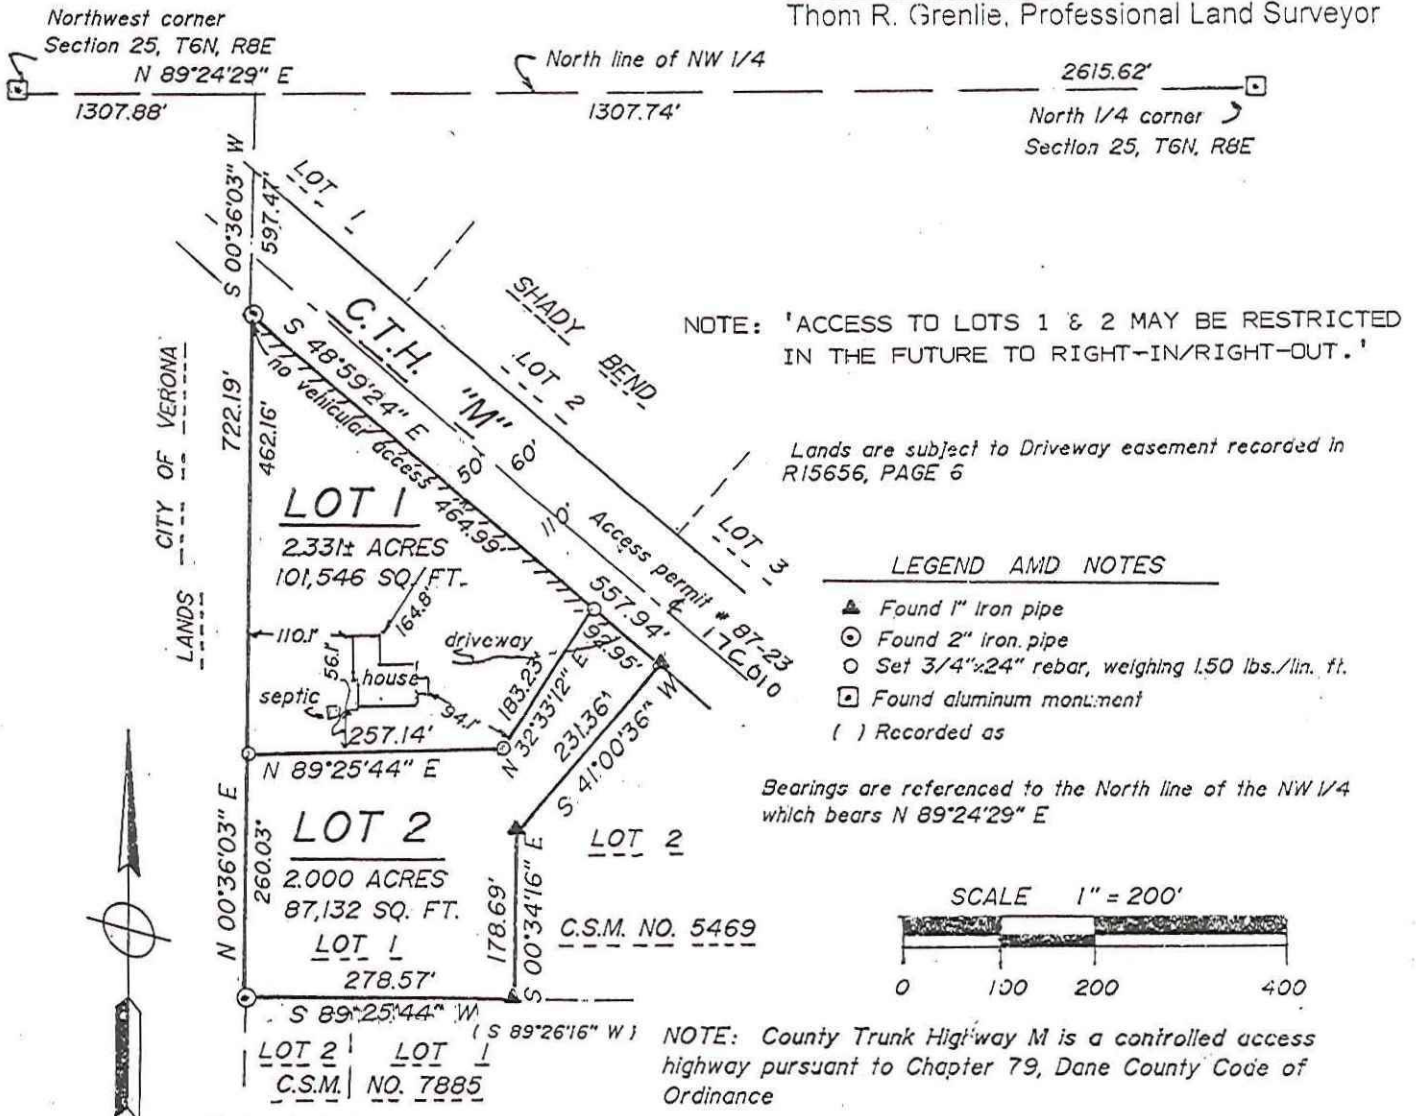 Thom R. Grenlie, Professional Land Surveyor
Northwest corner
Section 25, T6N, R8E
N 89°24'29" E
1307.88'
North line of NW 1/4
1307.74'
2615.62'
North 1/4 corner
Section 25, T6N, R8E
S 00°36'03" W
597.47'
LOT 1
SHADY BEND
LOT 2
LOT 3
C.T.H. "M"
NOTE: 'ACCESS TO LOTS 1 & 2 MAY BE RESTRICTED
IN THE FUTURE TO RIGHT-IN/RIGHT-OUT.'
Lands are subject to Driveway easement recorded in
R15656, PAGE 6
S 48°59'24" E
no vehicular access 464.99'
50'
60'
110'
Access permit # 87-23
17C010
557.94'
92.95'
LANDS CITY OF VERONA
722.19'
462.16'
LOT 1
2.331± ACRES
101,546 SQ/FT.
164.8'
110.1'
56.1'
driveway
house
septic
94.1'
183.23'
N 32°33'12" E
257.14'
N 89°25'44" E
231.36'
S 41°00'36" W
LEGEND AMD NOTES
Found 1" iron pipe
Found 2" iron pipe
Set 3/4"x24" rebar, weighing 1.50 lbs./lin. ft.
Found aluminum monument
( ) Recorded as
Bearings are referenced to the North line of the NW 1/4
which bears N 89°24'29" E
N 00°36'03" E
260.03'
LOT 2
2.000 ACRES
87,132 SQ. FT.
LOT 1
278.57'
S 89°25'44" W
(S 89°26'16" W)
178.69'
S 00°34'16" E
LOT 2
C.S.M. NO. 5469
LOT 2 LOT 1
C.S.M. NO. 7885
SCALE 1" = 200'
0 100 200 400
NOTE: County Trunk Highway M is a controlled access
highway pursuant to Chapter 79, Dane County Code of
Ordinance